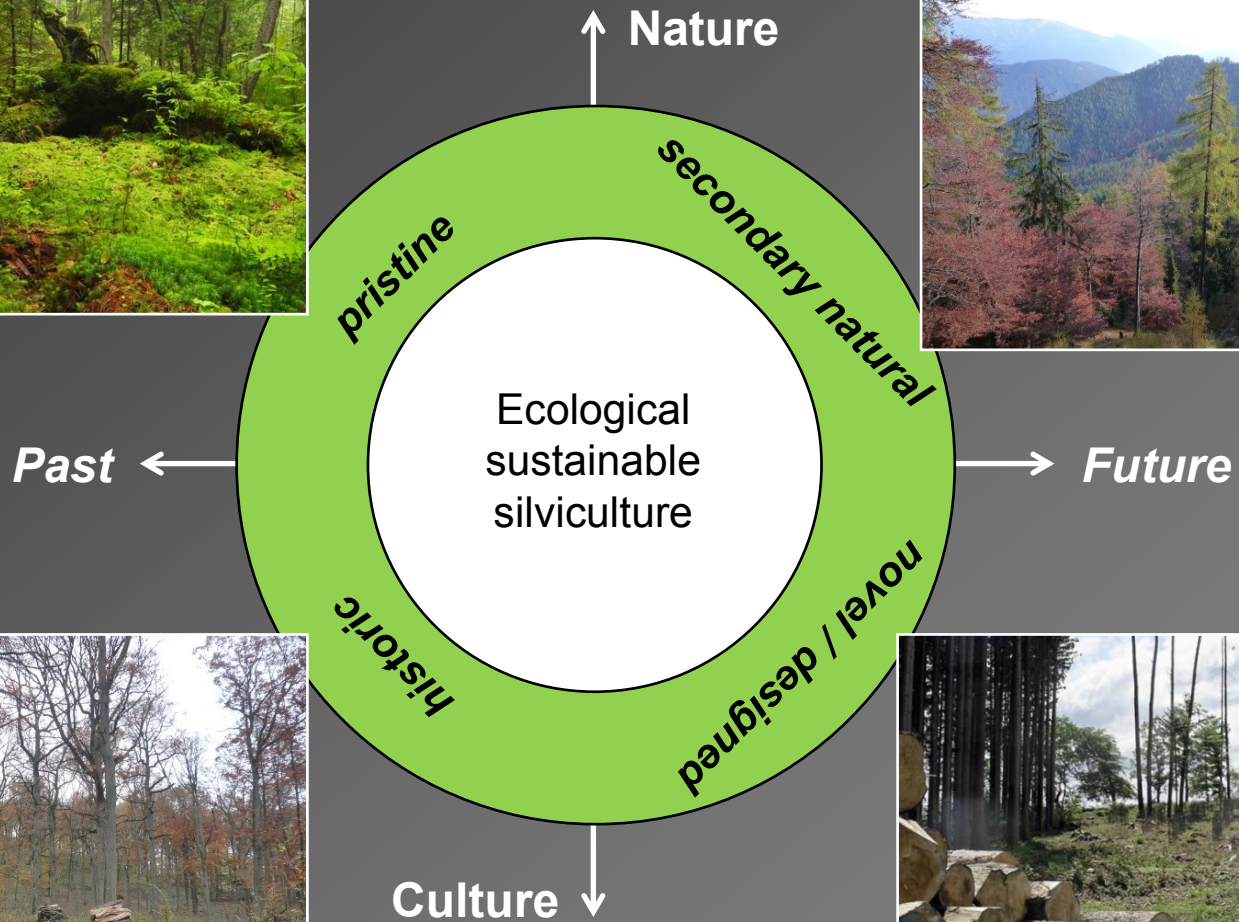 Nature
pristine
secondary natural
Ecological
sustainable
silviculture
Past
Future
historic
novel / designed
Culture